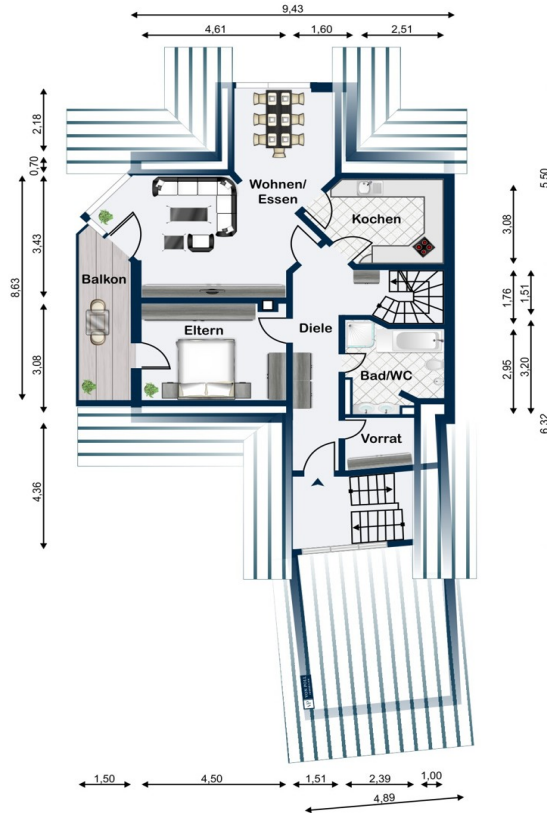 9,43
4,61
1,60
2,51
2,18
0,70
8,63
3,43
3,08
4,36
Wohnen/
Essen
Kochen
Balkon
Eltern
Diele
Bad/WC
Vorrat
5,50
3,08
1,76
1,51
2,95
3,20
6,32
1,50
4,50
1,51
2,39
1,00
4,89